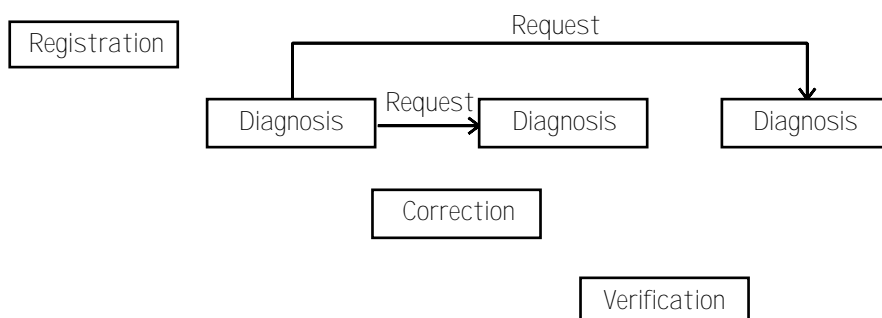 Request
Registration
Request
Diagnosis
Diagnosis
Diagnosis
Correction
Verification